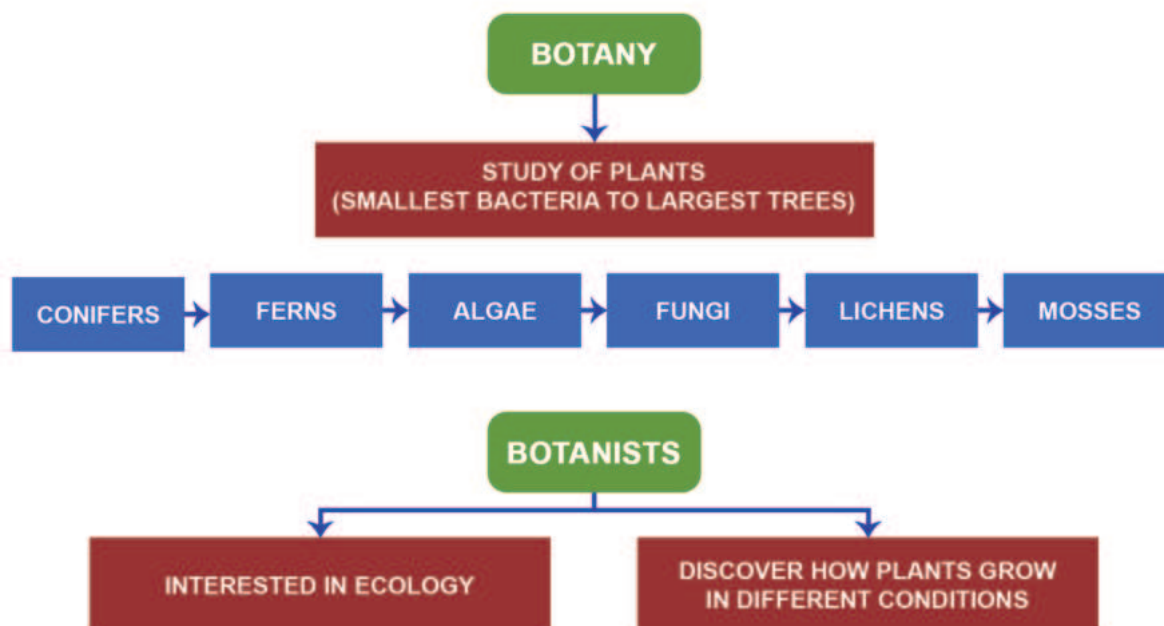 BOTANY
STUDY OF PLANTS
(SMALLEST BACTERIA TO LARGEST TREES)
CONIFERS
FERNS
ALGAE
FUNGI
LICHENS
MOSSES
BOTANISTS
INTERESTED IN ECOLOGY
DISCOVER HOW PLANTS GROW
IN DIFFERENT CONDITIONS